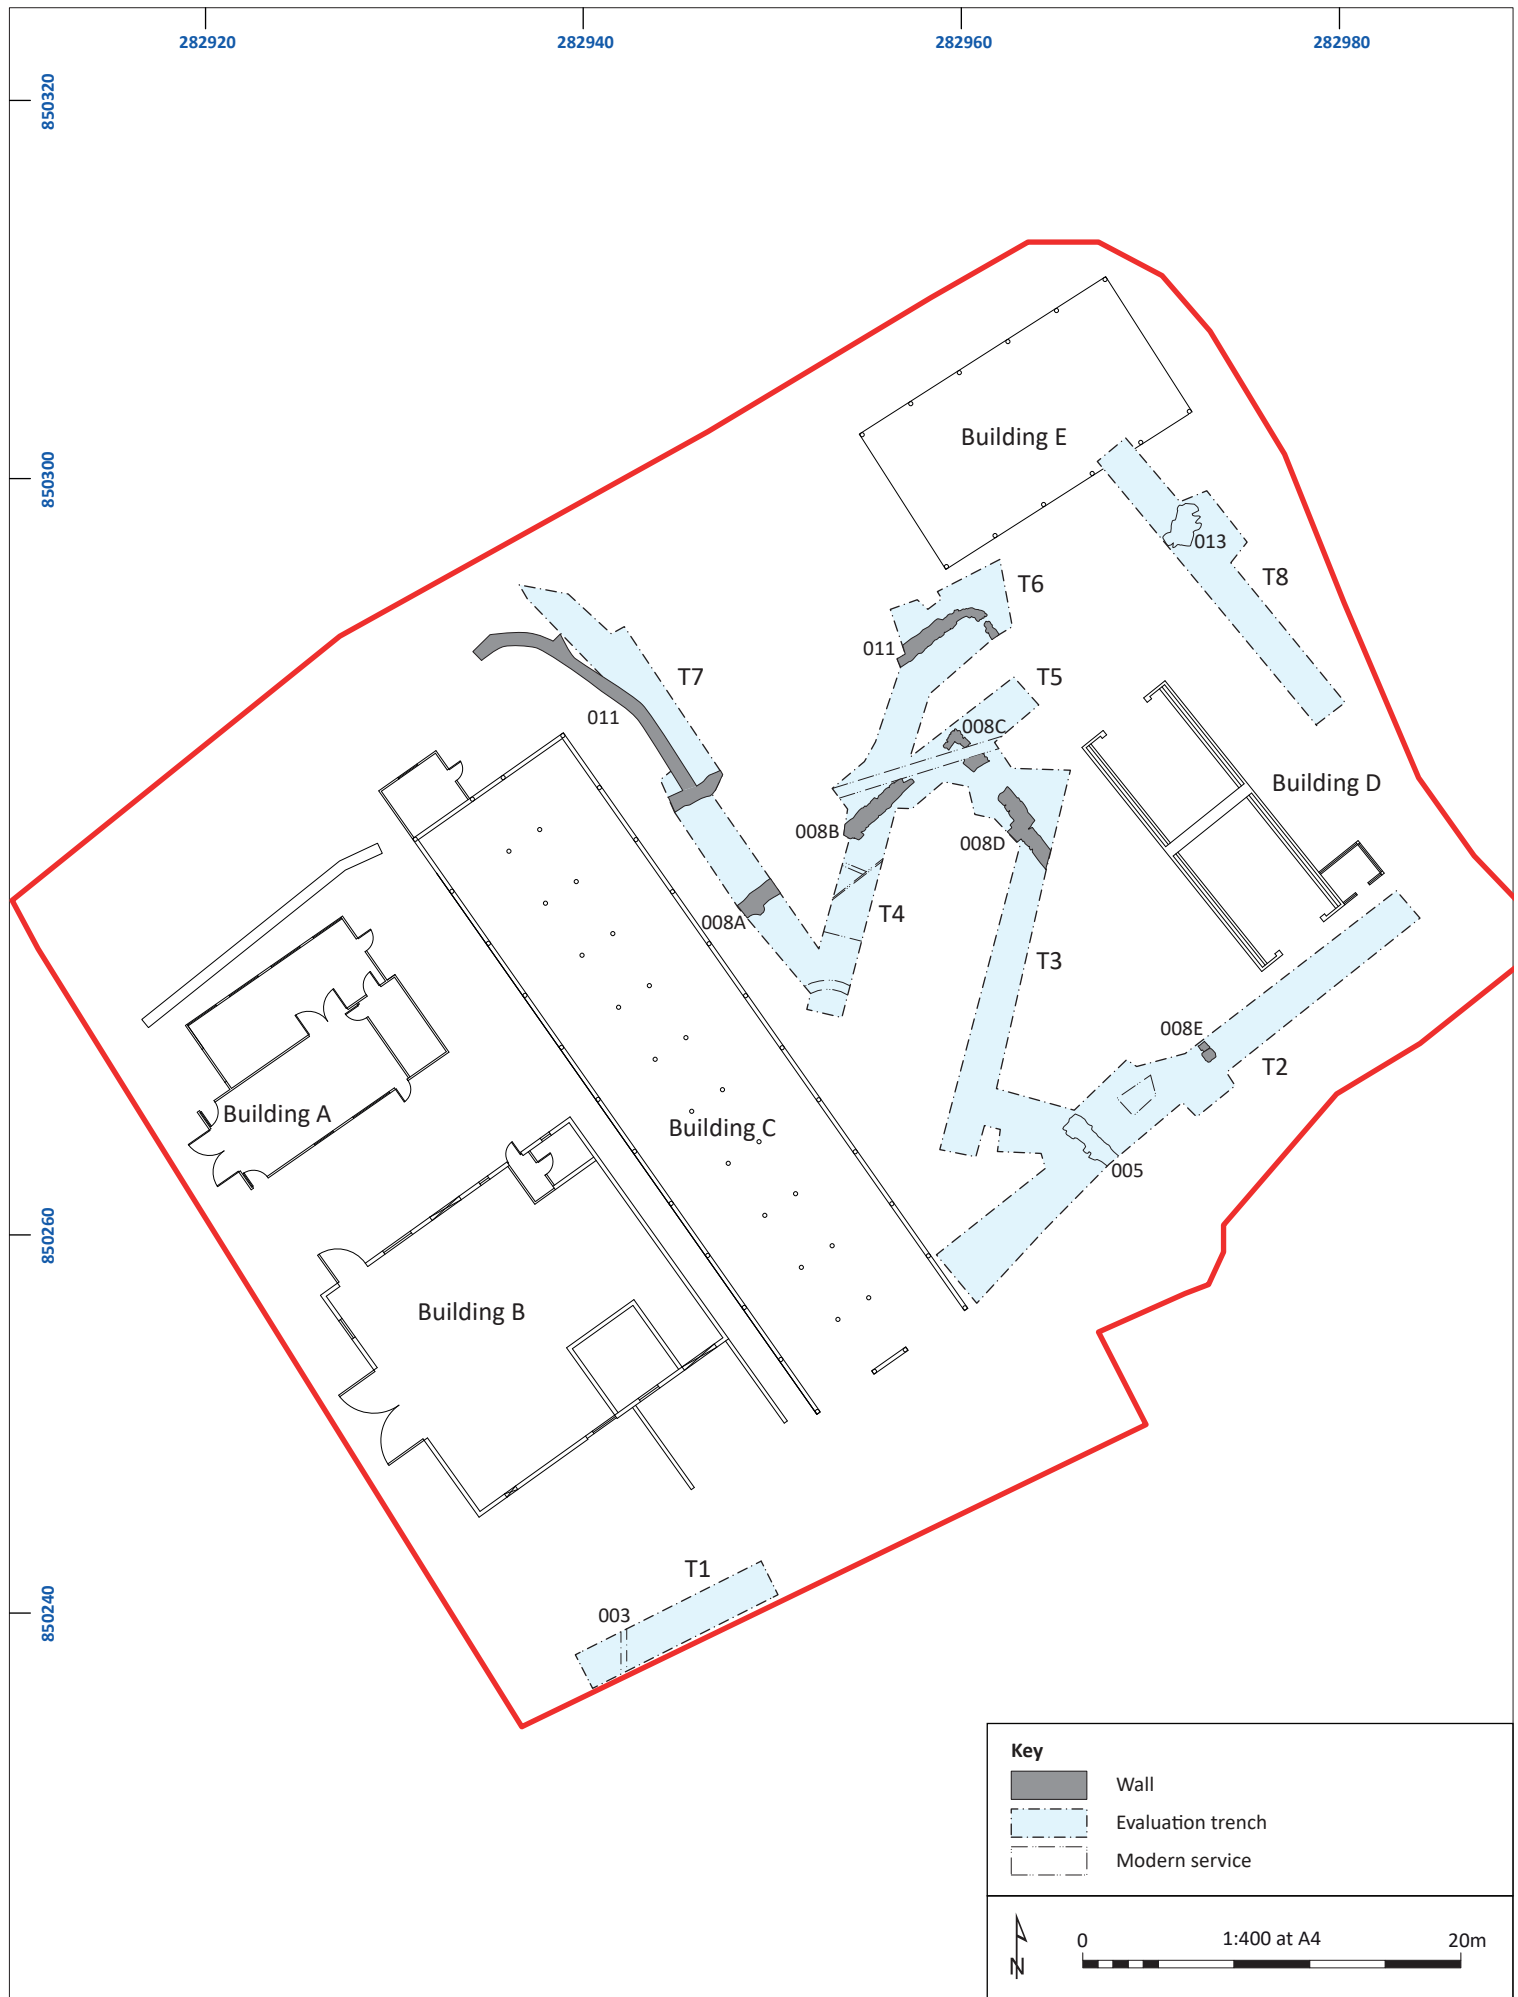 282920
282940
282960
282980
850320
850300
850260
850240
Building E
013
T8
T6
011
T5
T7
011
008C
Building D
008B
008D
008A
T4
T3
008E
T2
Building A
Building C
005
Building B
T1
003
Key
Wall
Evaluation trench
Modern service
N
0
1:400 at A4
20m